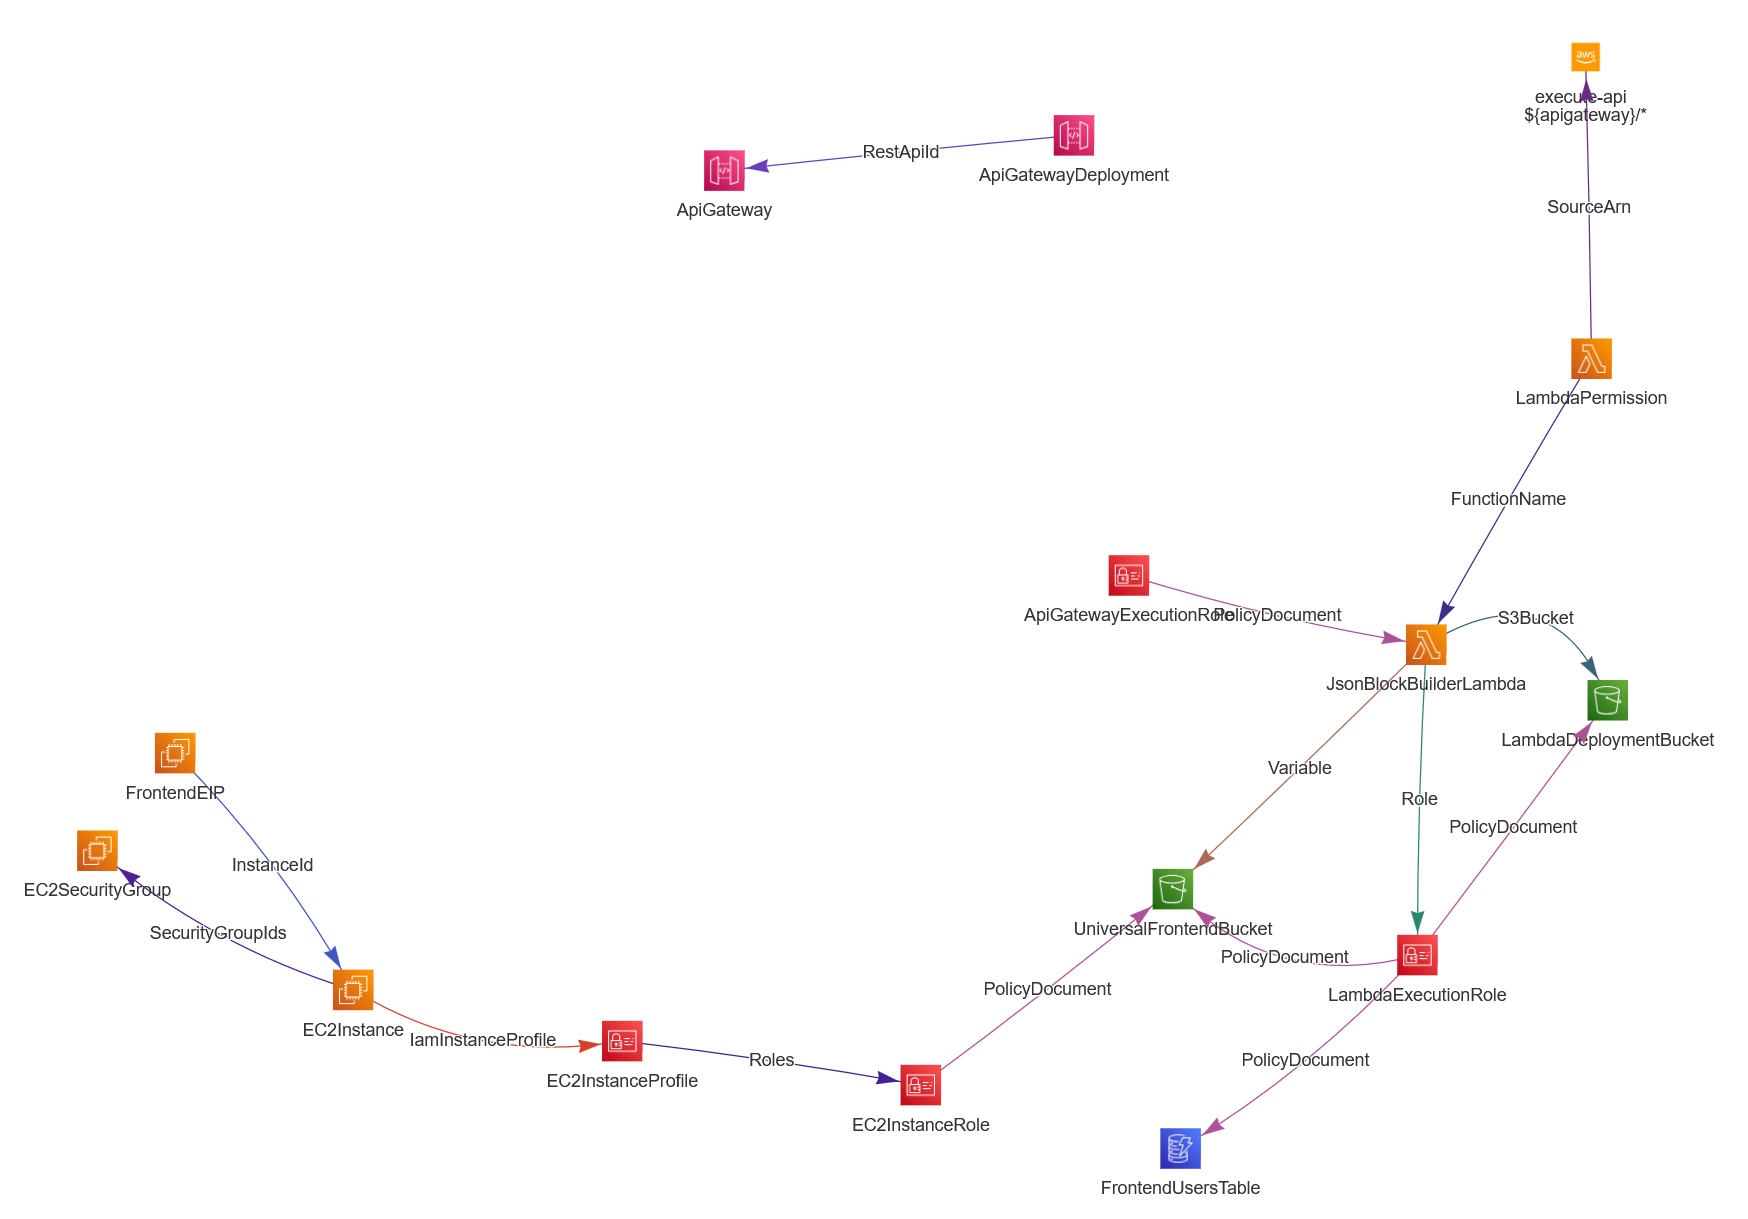 aws
execute-api
${apigateway}/*
RestApiId
ApiGatewayDeployment
ApiGateway
SourceArn
LambdaPermission
FunctionName
ApiGatewayExecutionRole
PolicyDocument
S3Bucket
JsonBlockBuilderLambda
LambdaDeploymentBucket
Variable
Role
PolicyDocument
FrontendEIP
InstanceId
EC2SecurityGroup
SecurityGroupIds
UniversalFrontendBucket
PolicyDocument
PolicyDocument
LambdaExecutionRole
EC2Instance
IamInstanceProfile
Roles
PolicyDocument
EC2InstanceProfile
EC2InstanceRole
FrontendUsersTable